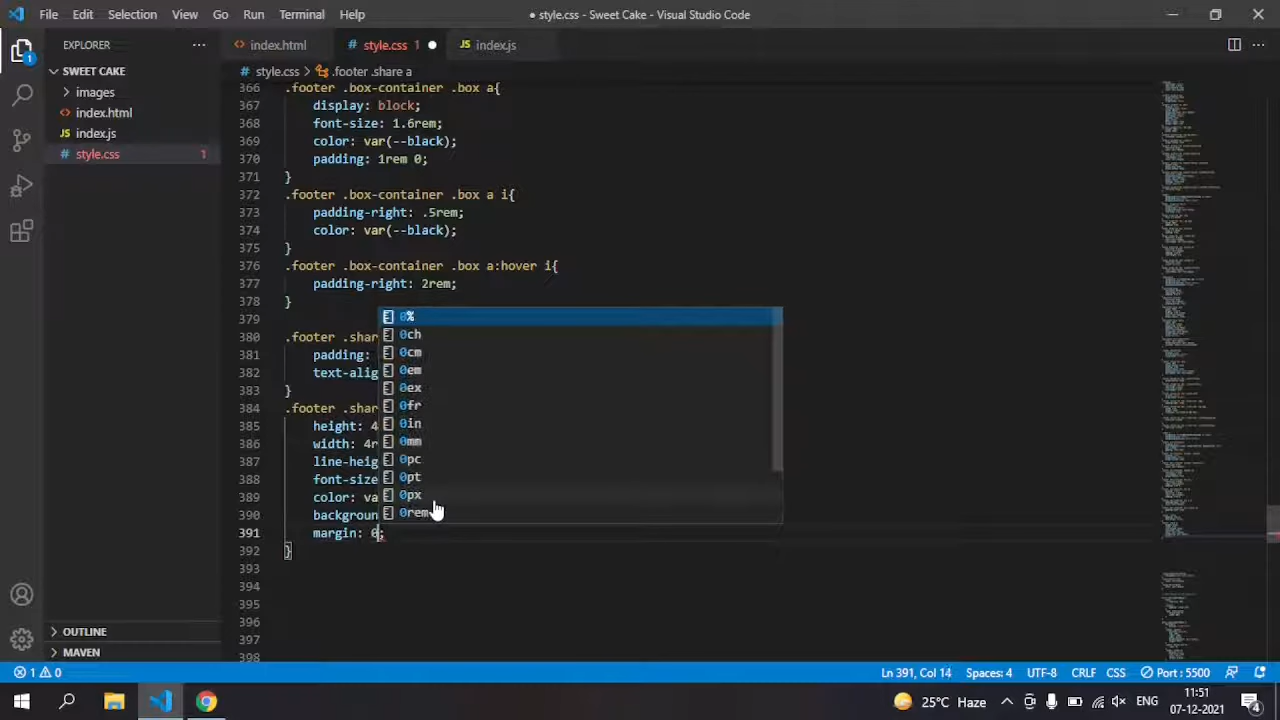 File Edit Selection View Go Run Terminal Help
● style.css - Sweet Cake - Visual Studio Code
EXPLORER
index.html
# style.css 1
JS index.js
SWEET CAKE
# style.css > .footer .share a
images
index.html
JS index.js
# style.css 1
366 .footer .box-container .box a{
367 display: block;
368 font-size: 1.6rem;
369 color: var(--black);
370 padding: 1rem 0;
371 }
372 .footer .box-container .box i{
373 padding-right: .5rem;
374 color: var(--black);
375 }
376 .footer .box-container .box :hover i{
377 padding-right: 2rem;
378 }
379
380 .footer .shar
381 padding:
382 text-alig
383 }
384 .footer .shar
385 height: 4
386 width: 4r
387 line-heig
388 font-size
389 color: va
390 backgroun
391 margin: 0;
392 }
393
394
395
396
397
398
0%
0ch
0cm
0em
0ex
0fr
0in
0mm
0pc
0pt
0px
0rem
OUTLINE
MAVEN
1 0
Ln 391, Col 14 Spaces: 4 UTF-8 CRLF CSS Port : 5500
25°C Haze
ENG
11:51
07-12-2021
4